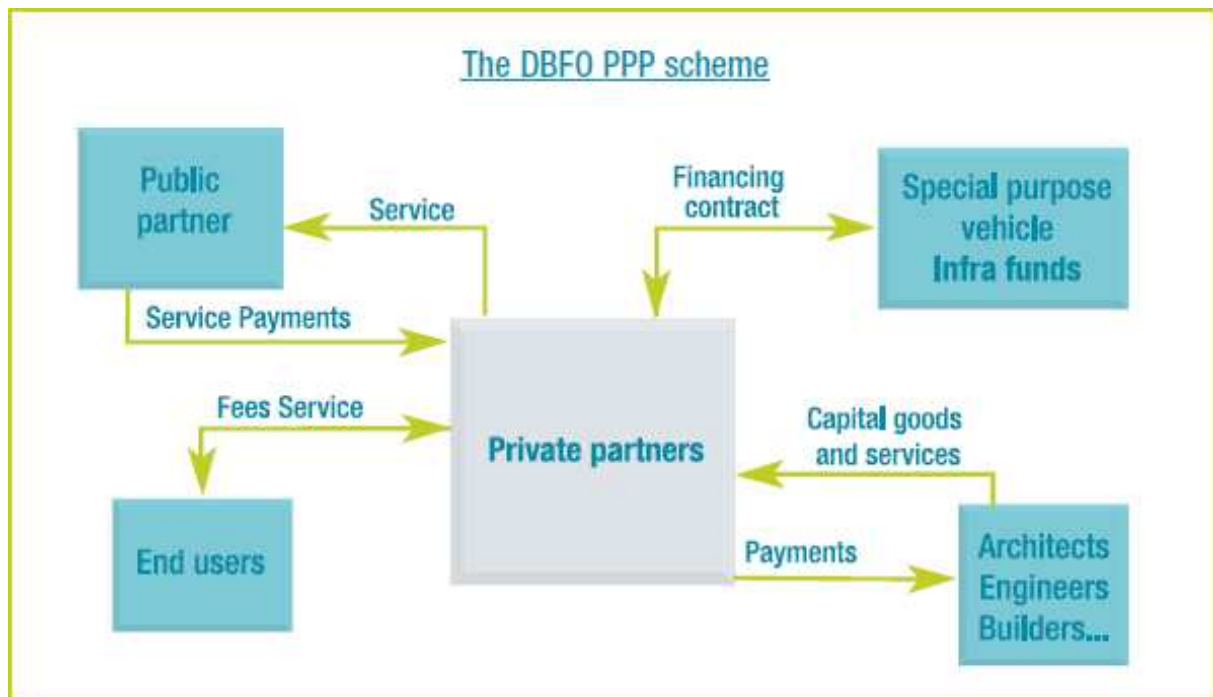 The DBFO PPP scheme
Public
partner
Service
Financing
contract
Special purpose
vehicle
Infra funds
Service Payments
Fees Service
Private partners
Capital goods
and services
End users
Payments
Architects
Engineers
Builders...